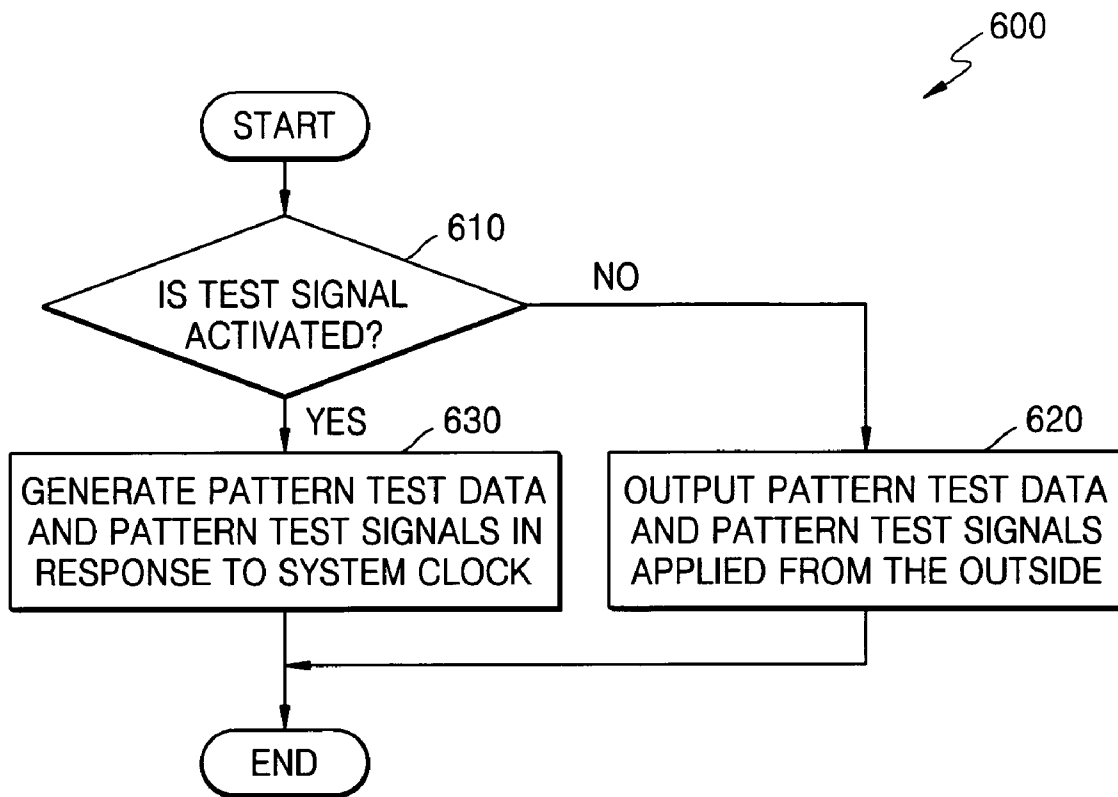 600
START
610
IS TEST SIGNAL
ACTIVATED?
NO
YES
630
GENERATE PATTERN TEST DATA
AND PATTERN TEST SIGNALS IN
RESPONSE TO SYSTEM CLOCK
620
OUTPUT PATTERN TEST DATA
AND PATTERN TEST SIGNALS
APPLIED FROM THE OUTSIDE
END